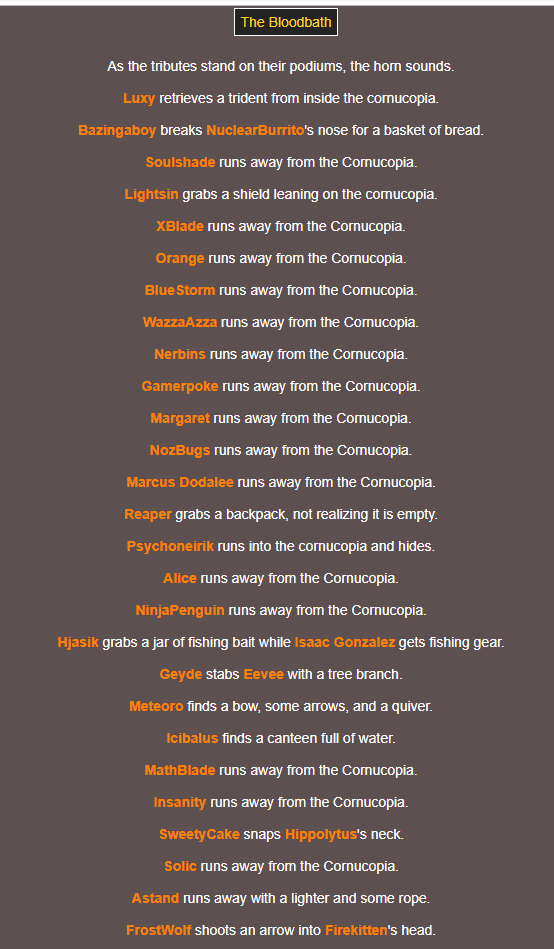 The Bloodbath
As the tributes stand on their podiums, the horn sounds.
Luxy retrieves a trident from inside the cornucopia.
Bazingaboy breaks NuclearBurrito's nose for a basket of bread.
Soulshade runs away from the Cornucopia.
Lightsin grabs a shield leaning on the cornucopia.
XBlade runs away from the Cornucopia.
Orange runs away from the Cornucopia.
BlueStorm runs away from the Cornucopia.
WazzaAzza runs away from the Cornucopia.
Nerbins runs away from the Cornucopia.
Gamerpoke runs away from the Cornucopia.
Margaret runs away from the Cornucopia.
NozBugs runs away from the Cornucopia.
Marcus Dodalee runs away from the Cornucopia.
Reaper grabs a backpack, not realizing it is empty.
Psychoneirik runs into the cornucopia and hides.
Alice runs away from the Cornucopia.
NinjaPenguin runs away from the Cornucopia.
Hjasik grabs a jar of fishing bait while Isaac Gonzalez gets fishing gear.
Geyde stabs Eevee with a tree branch.
Meteoro finds a bow, some arrows, and a quiver.
Icibalus finds a canteen full of water.
MathBlade runs away from the Cornucopia.
Insanity runs away from the Cornucopia.
SweetyCake snaps Hippolytus's neck.
Solic runs away from the Cornucopia.
Astand runs away with a lighter and some rope.
FrostWolf shoots an arrow into Firekitten's head.